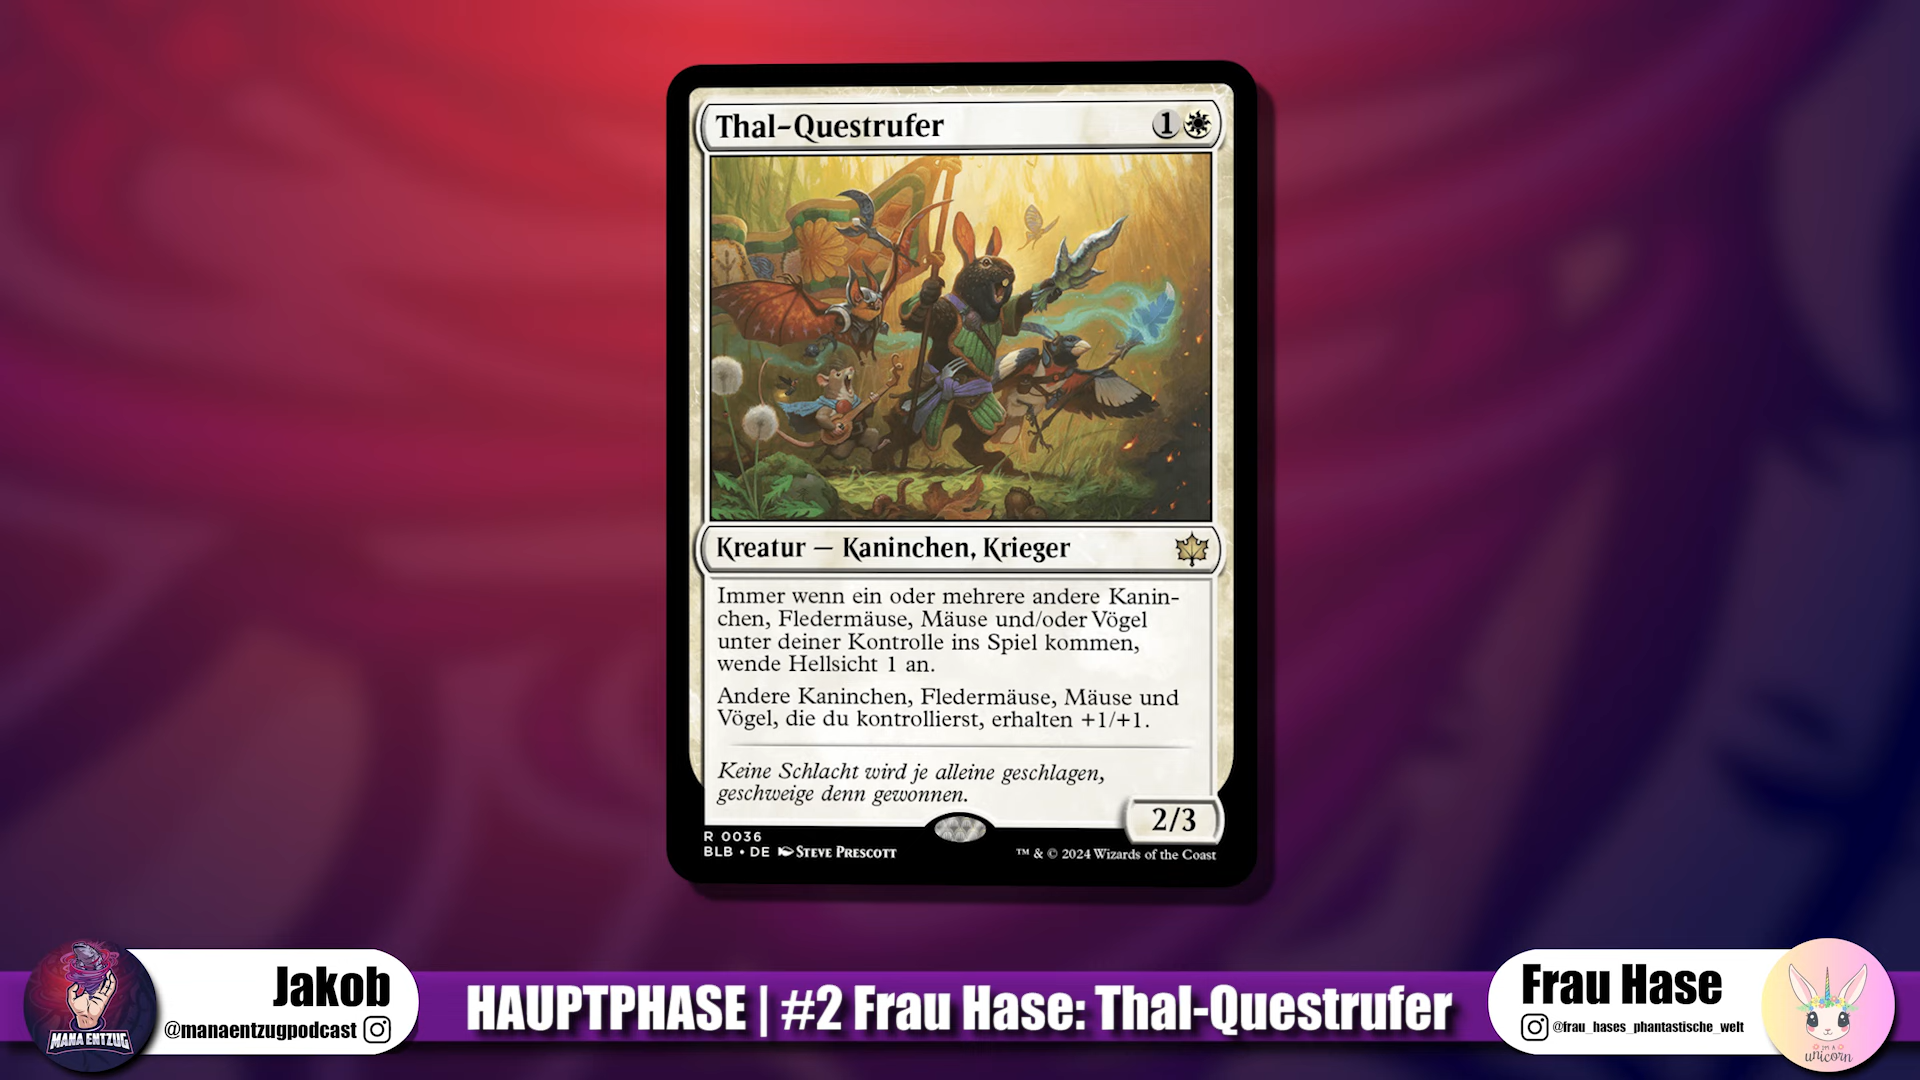 Thal-Questrufer 1
Kreatur — Kaninchen, Krieger
Immer wenn ein oder mehrere andere Kanin-
chen, Fledermäuse, Mäuse und/oder Vögel
unter deiner Kontrolle ins Spiel kommen,
wende Hellsicht 1 an.
Andere Kaninchen, Fledermäuse, Mäuse und
Vögel, die du kontrollierst, erhalten +1/+1.
Keine Schlacht wird je alleine geschlagen,
geschweige denn gewonnen.
2/3
R 0036
BLB • DE STEVE PRESCOTT
™ & © 2024 Wizards of the Coast
MANA ENTZUG
Jakob
@manaentzugpodcast
HAUPTPHASE | #2 Frau Hase: Thal-Questrufer
Frau Hase
@frau_hases_phantastische_welt
I'M A
unicorn